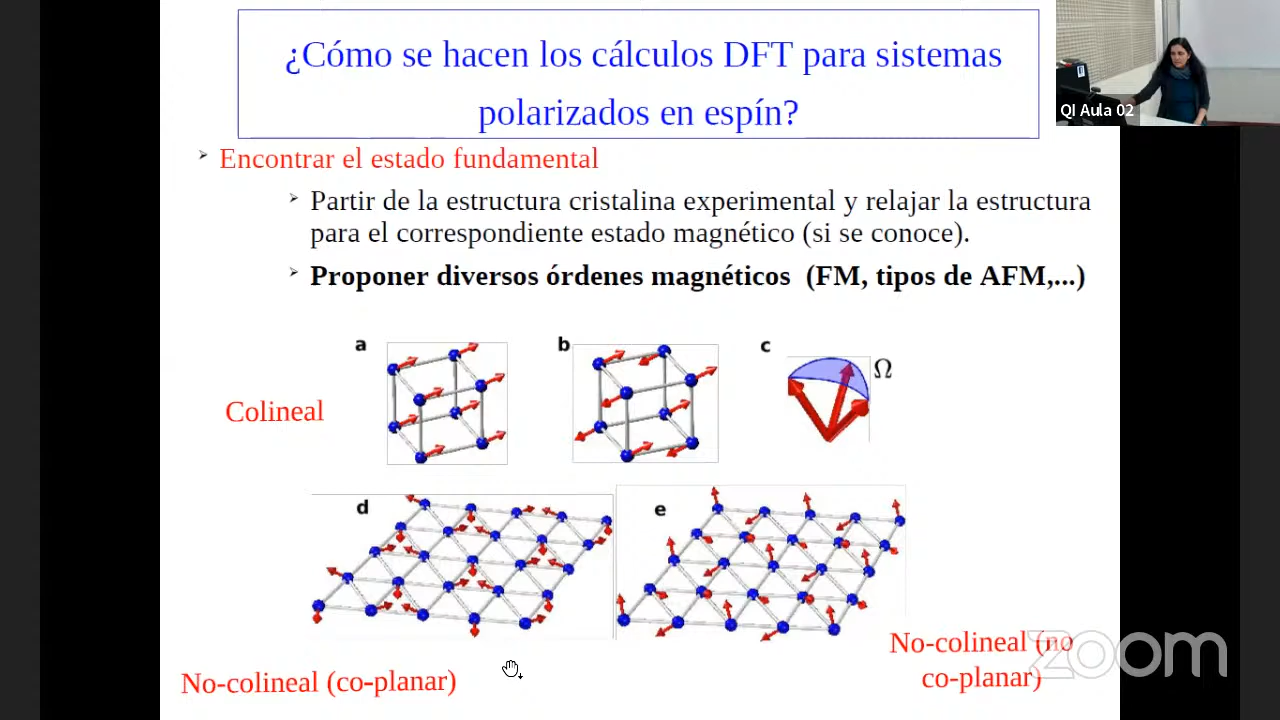 ¿Cómo se hacen los cálculos DFT para sistemas
polarizados en espín?
QI Aula 02
Encontrar el estado fundamental
Partir de la estructura cristalina experimental y relajar la estructura
para el correspondiente estado magnético (si se conoce).
Proponer diversos órdenes magnéticos (FM, tipos de AFM,...)
a
b
c
Ω
Colineal
d
e
No-colineal (no
co-planar)
zoom
No-colineal (co-planar)